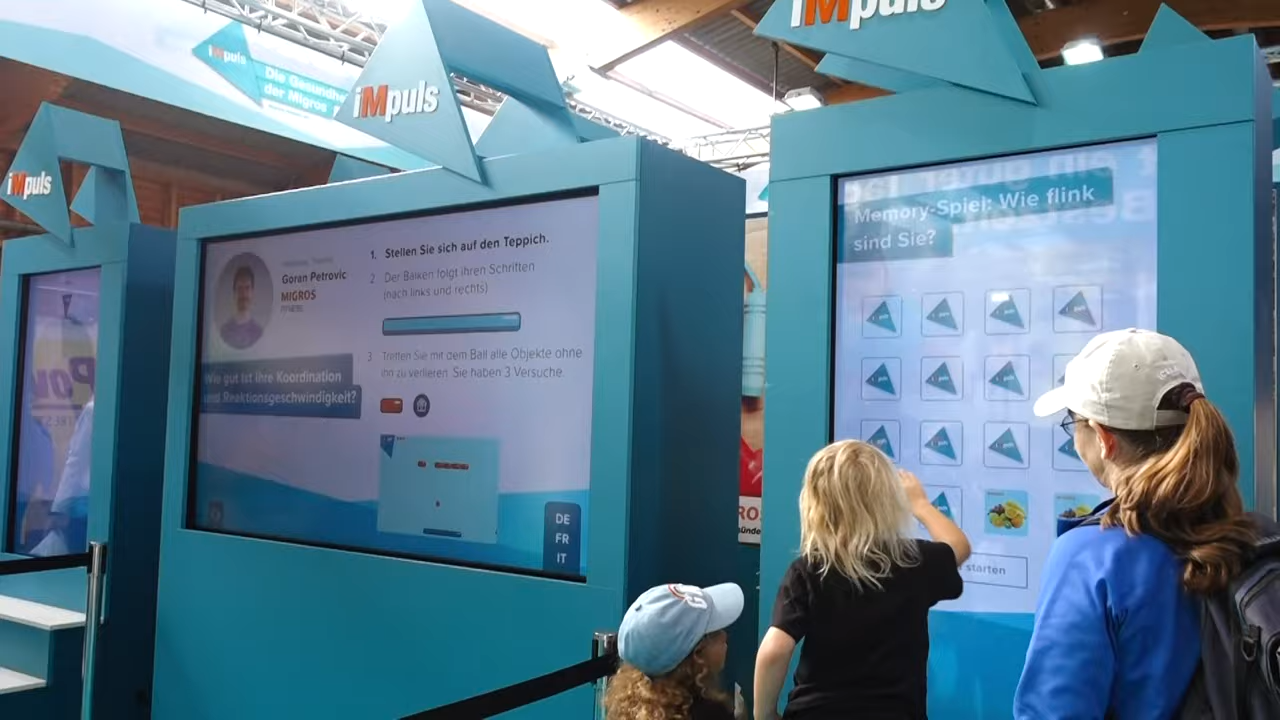 iMpuls
Die Gesundhe
der Migros
iMpuls
iMpuls
iMpuls
Goran Petrovic
MIGROS
FITNESS
Wie gut ist Ihre Koordination
und Reaktionsgeschwindigkeit?
1. Stellen Sie sich auf den Teppich.
2 Der Balken folgt ihren Schritten
(nach links und rechts)
3 Treffen Sie mit dem Ball alle Objekte ohne
ihn zu verlieren. Sie haben 3 Versuche.
DE
FR
IT
Memory-Spiel: Wie flink
sind Sie?
starten